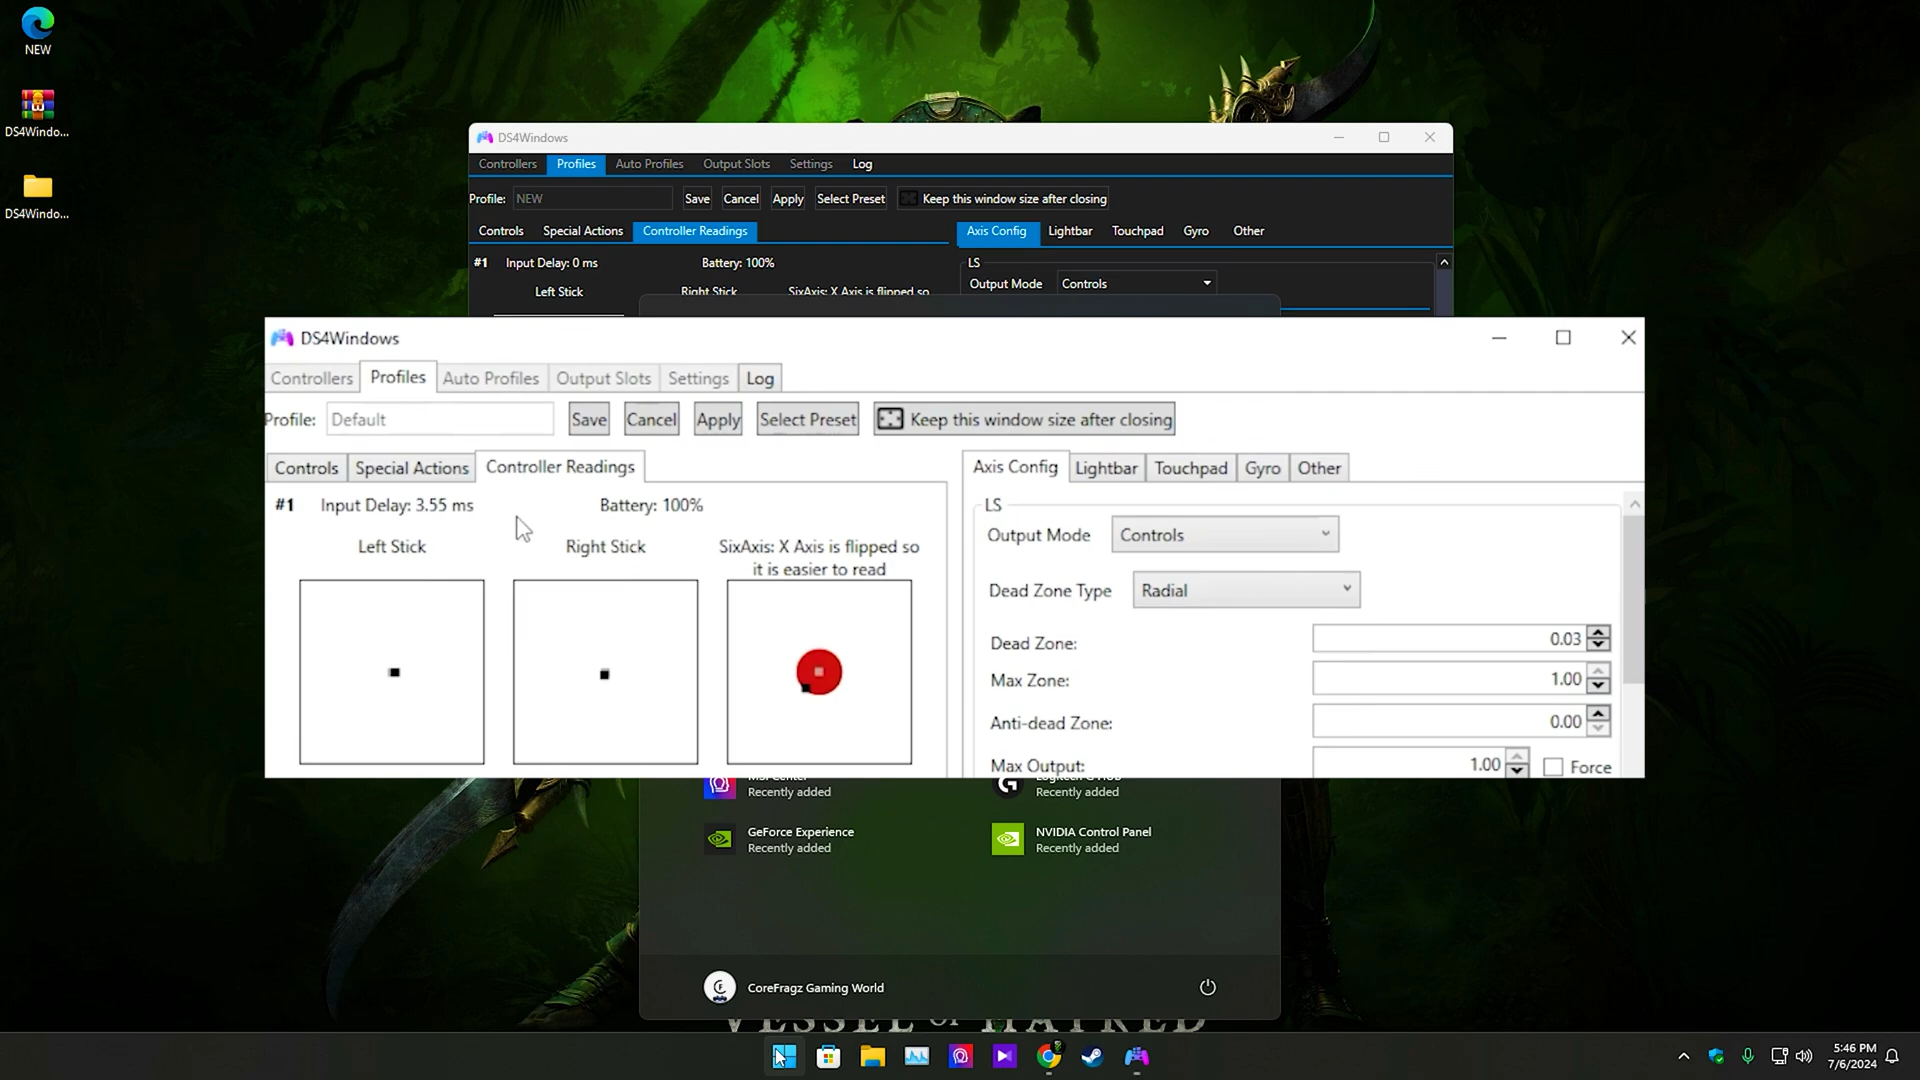 NEW
DS4Windo...
DS4Windo...
DS4Windows
Controllers Profiles Auto Profiles Output Slots Settings Log
Profile: NEW Save Cancel Apply Select Preset Keep this window size after closing
Controls Special Actions Controller Readings Axis Config Lightbar Touchpad Gyro Other
#1 Input Delay: 0 ms Battery: 100% LS
Left Stick Right Stick SixAxis: X Axis is flipped so Output Mode Controls
DS4Windows
Controllers Profiles Auto Profiles Output Slots Settings Log
Profile: Default Save Cancel Apply Select Preset Keep this window size after closing
Controls Special Actions Controller Readings Axis Config Lightbar Touchpad Gyro Other
#1 Input Delay: 3.55 ms Battery: 100% LS
Output Mode Controls
Left Stick Right Stick SixAxis: X Axis is flipped so
it is easier to read
Dead Zone Type Radial
Dead Zone: 0.03
Max Zone: 1.00
Anti-dead Zone: 0.00
Max Output: 1.00 Force
MSI Center Logitech G HUB
Recently added Recently added
GeForce Experience NVIDIA Control Panel
Recently added Recently added
CoreFragz Gaming World
VESSEL OF HATRED
5:46 PM
7/6/2024